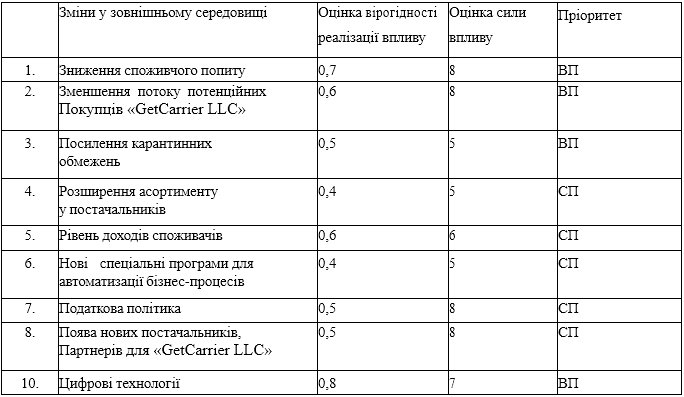 Зміни у зовнішньому середовищі Оцінка вірогідності Оцінка сили Пріоритет
реалізації впливу впливу
1. Зниження споживчого попиту 0,7 8 ВП
2. Зменшення потоку потенційних 0,6 8 ВП
Покупців «GetCarrier LLC»
3. Посилення карантинних 0,5 5 ВП
обмежень
4. Розширення асортименту 0,4 5 СП
у постачальників
5. Рівень доходів споживачів 0,6 6 СП
6. Нові спеціальні програми для 0,4 5 СП
автоматизації бізнес-процесів
7. Податкова політика 0,5 8 СП
8. Поява нових постачальників, 0,5 8 СП
Партнерів для «GetCarrier LLC»
10. Цифрові технології 0,8 7 ВП